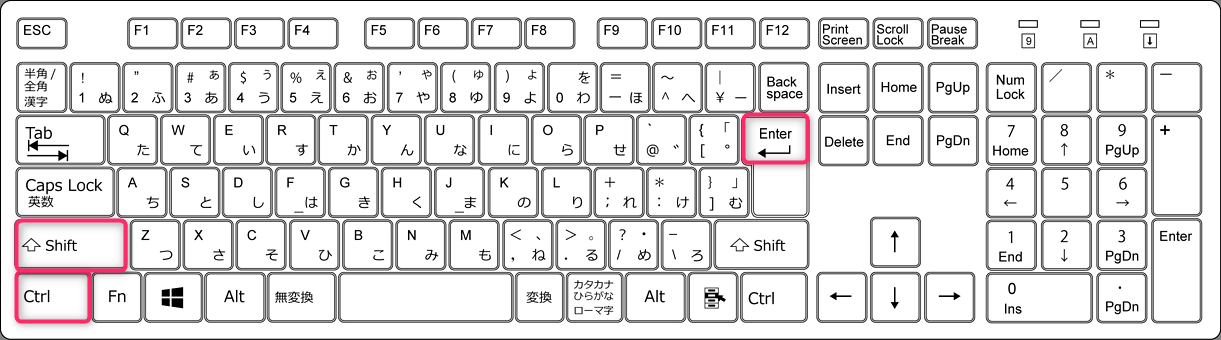 ESC F1 F2 F3 F4 F5 F6 F7 F8 F9 F10 F11 F12 Print Screen Scroll Lock Pause Break 9 A ↓
半角/全角 漢字 ! 1 ぬ " 2 ふ # ぁ 3 あ $ ぅ 4 う % ぇ 5 え & ぉ 6 お ' ゃ 7 や ( ゅ 8 ゆ ) ょ 9 よ を 0 わ = ー ほ ~ ^ へ | ¥ ー Back space Insert Home PgUp Num Lock / * −
Tab Q た W て E い R す T か Y ん U な I に O ら P せ ` @ ゛ { 「 [ ° Enter Delete End PgDn 7 Home 8 ↑ 9 PgUp +
Caps Lock 英数 A ち S と D し F _ は G き H く J _ ま K の L り + ; れ * : け } 」 ] む 4 ← 5 6 →
Shift Z つ X さ C そ V ひ B こ N み M も < 、 , ね > 。 . る ? ・ / め _ \ ろ Shift ↑ 1 End 2 ↓ 3 PgDn Enter
Ctrl Fn Alt 無変換 変換 カタカナ ひらがな ローマ字 Alt Ctrl ← ↓ → 0 Ins . PgDn